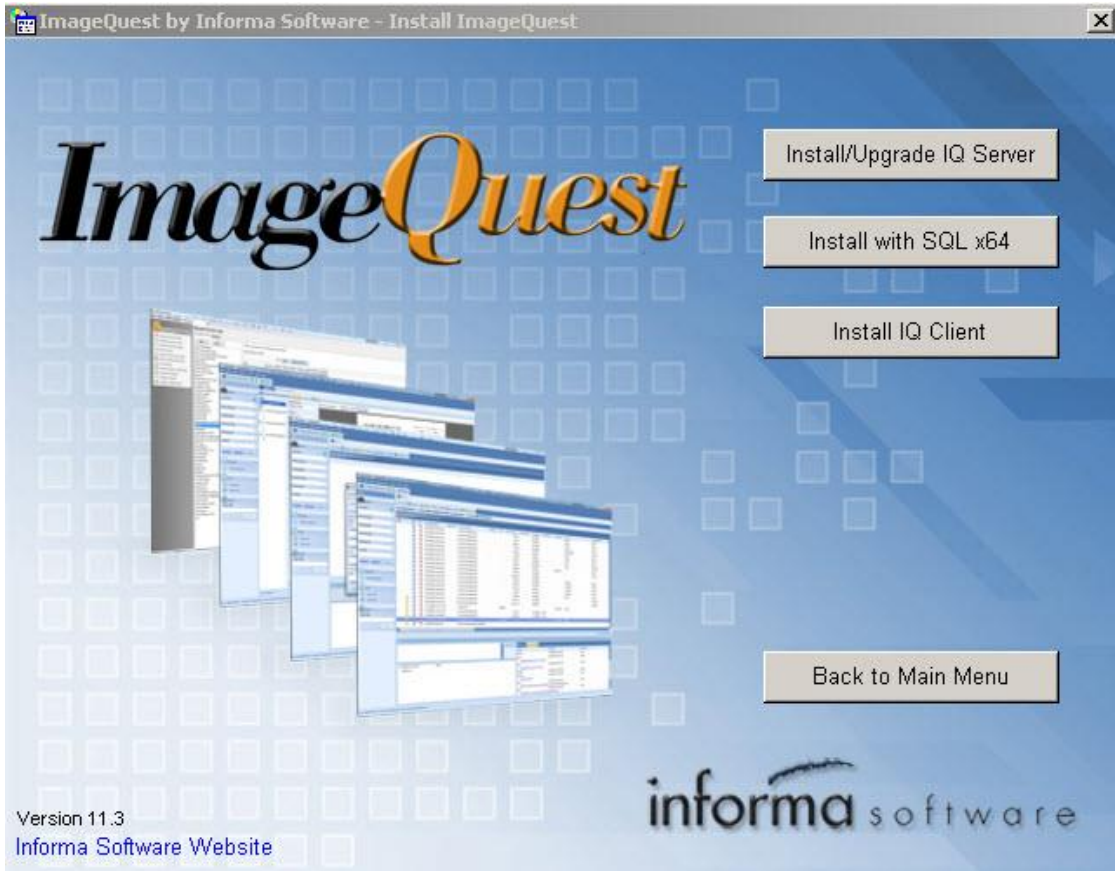 ImageQuest by Informa Software - Install ImageQuest
ImageQuest
Install/Upgrade IQ Server
Install with SQL x64
Install IQ Client
Back to Main Menu
informa software
Version 11.3
Informa Software Website